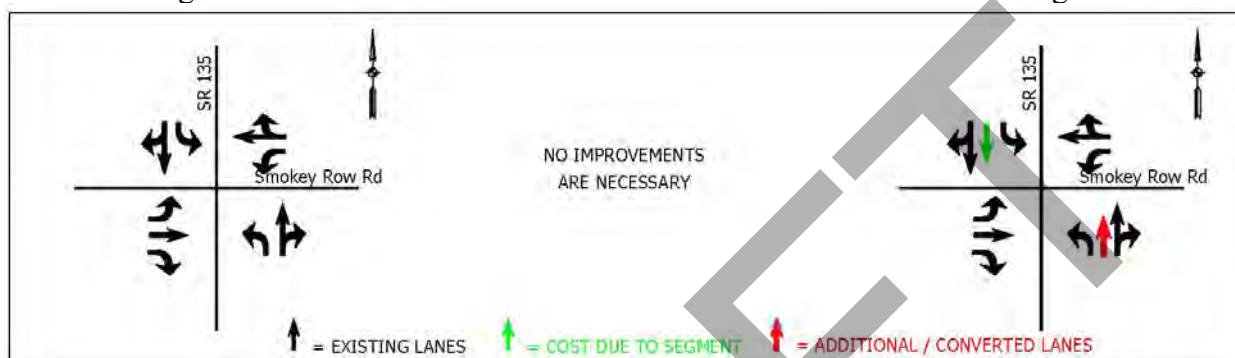 SR 135
Smokey Row Rd
NO IMPROVEMENTS
ARE NECESSARY
SR 135
Smokey Row Rd
= EXISTING LANES = COST DUE TO SEGMENT = ADDITIONAL / CONVERTED LANES